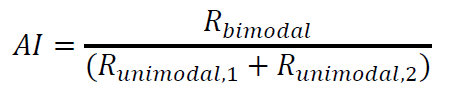 AI = R_bimodal / (R_unimodal,1 + R_unimodal,2)